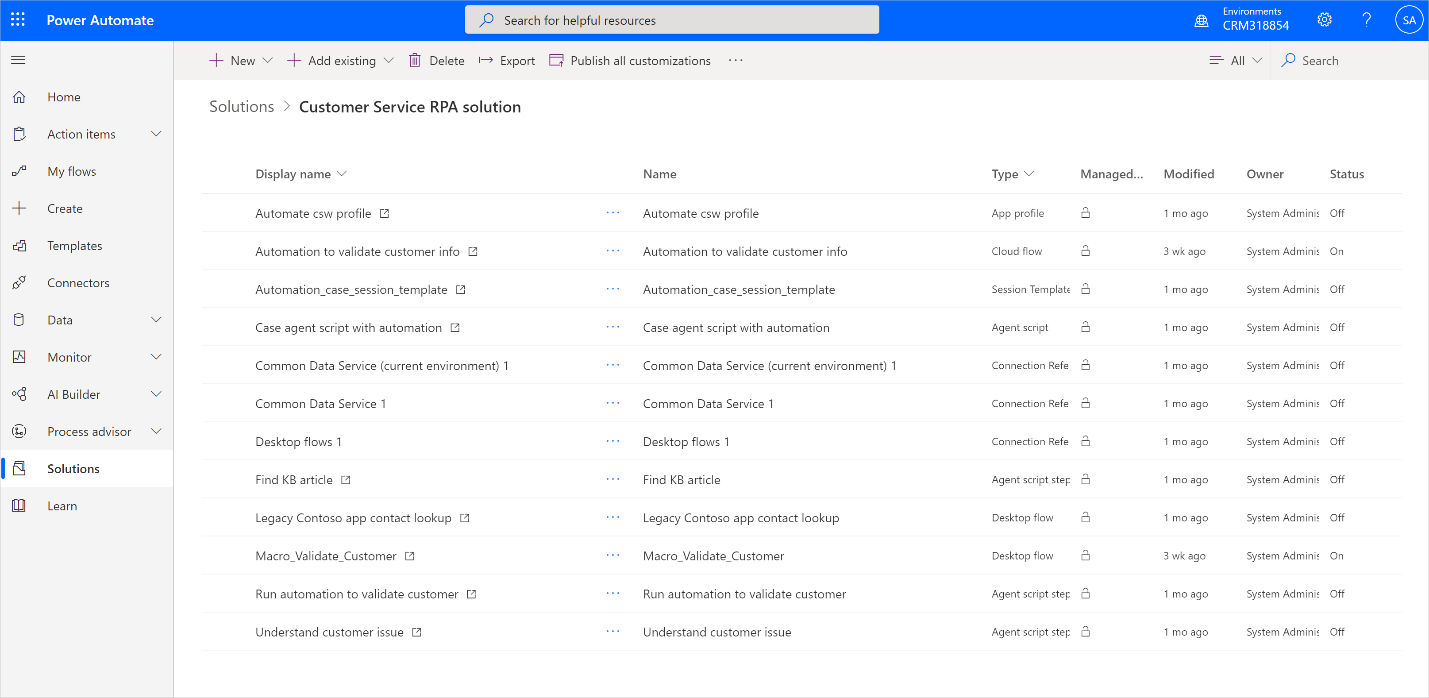 Power Automate
Search for helpful resources
Environments
CRM318854
?
SA
New
Add existing
Delete
Export
Publish all customizations
···
All
Search
Home
Action items
My flows
Create
Templates
Connectors
Data
Monitor
AI Builder
Process advisor
Solutions
Learn
Solutions > Customer Service RPA solution
Display name Name Type Managed... Modified Owner Status
Automate csw profile ··· Automate csw profile App profile 1 mo ago System Adminis Off
Automation to validate customer info ··· Automation to validate customer info Cloud flow 3 wk ago System Adminis On
Automation_case_session_template ··· Automation_case_session_template Session Template 1 mo ago System Adminis Off
Case agent script with automation ··· Case agent script with automation Agent script 1 mo ago System Adminis Off
Common Data Service (current environment) 1 ··· Common Data Service (current environment) 1 Connection Refe 1 mo ago System Adminis Off
Common Data Service 1 ··· Common Data Service 1 Connection Refe 1 mo ago System Adminis Off
Desktop flows 1 ··· Desktop flows 1 Connection Refe 1 mo ago System Adminis Off
Find KB article ··· Find KB article Agent script step 1 mo ago System Adminis Off
Legacy Contoso app contact lookup ··· Legacy Contoso app contact lookup Desktop flow 1 mo ago System Adminis Off
Macro_Validate_Customer ··· Macro_Validate_Customer Desktop flow 3 wk ago System Adminis On
Run automation to validate customer ··· Run automation to validate customer Agent script step 1 mo ago System Adminis Off
Understand customer issue ··· Understand customer issue Agent script step 1 mo ago System Adminis Off